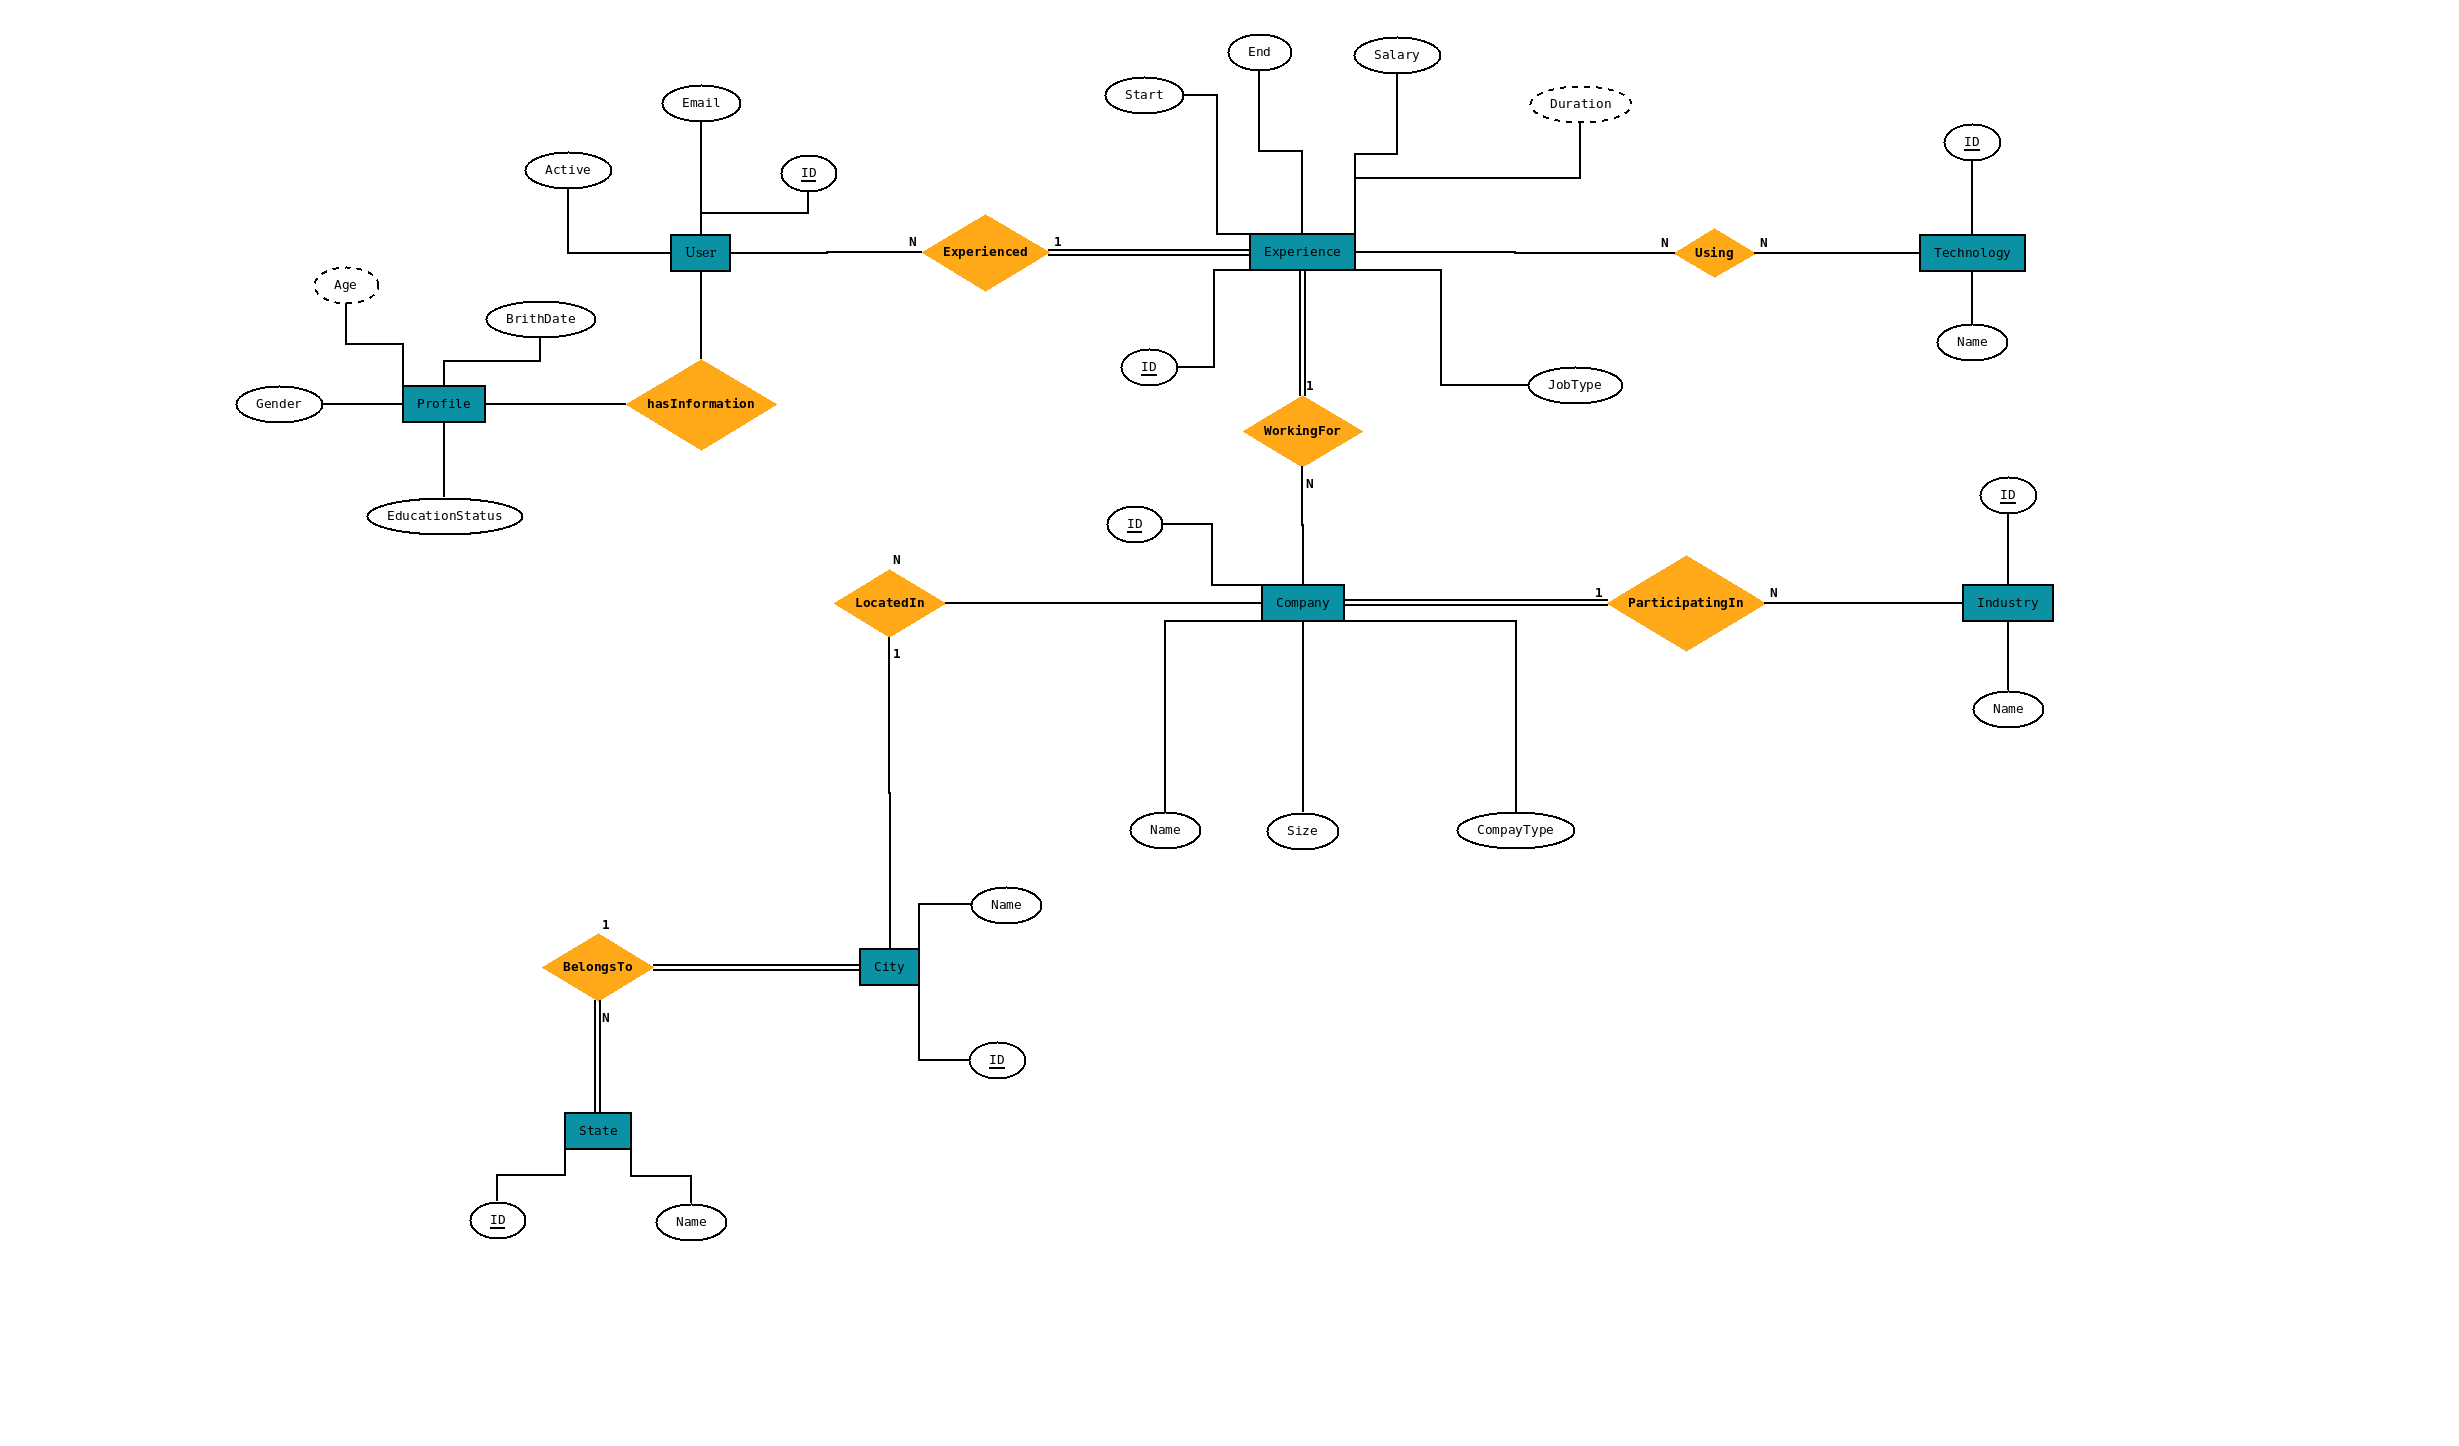 End
Salary
Start
Email
Duration
ID
Active
ID
User
N
Experienced
1
Experience
N
Using
N
Technology
Age
BrithDate
Name
ID
JobType
1
Gender
Profile
hasInformation
WorkingFor
N
EducationStatus
ID
ID
N
LocatedIn
Company
1
ParticipatingIn
N
Industry
1
Name
Name
Size
CompayType
Name
1
BelongsTo
City
N
ID
State
ID
Name